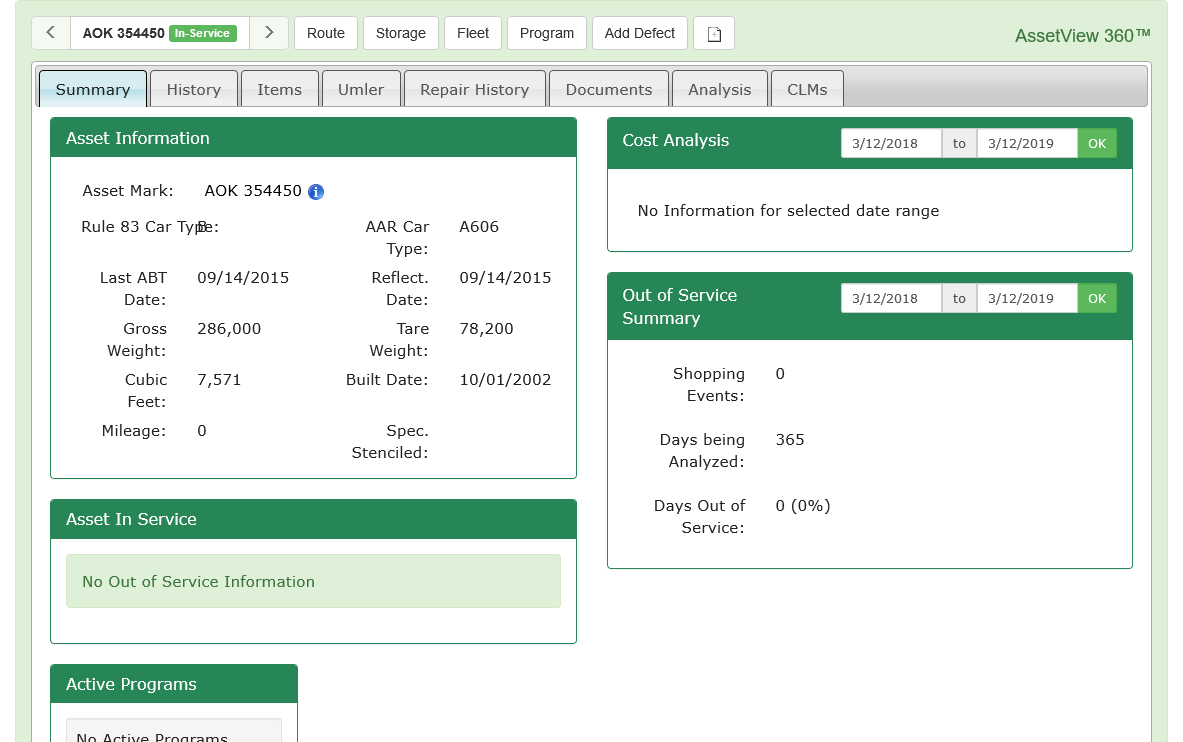 AOK 354450 In-Service Route Storage Fleet Program Add Defect
AssetView 360™
Summary History Items Umler Repair History Documents Analysis CLMs
Asset Information
Asset Mark: AOK 354450
Rule 83 Car Type: B
AAR Car
Type:
A606
Last ABT
Date:
09/14/2015
Reflect.
Date:
09/14/2015
Gross
Weight:
286,000
Tare
Weight:
78,200
Cubic
Feet:
7,571
Built Date: 10/01/2002
Mileage: 0
Spec.
Stenciled:
Asset In Service
No Out of Service Information
Active Programs
No Active Programs
Cost Analysis
3/12/2018 to 3/12/2019 OK
No Information for selected date range
Out of Service
Summary
3/12/2018 to 3/12/2019 OK
Shopping
Events:
0
Days being
Analyzed:
365
Days Out of
Service:
0 (0%)